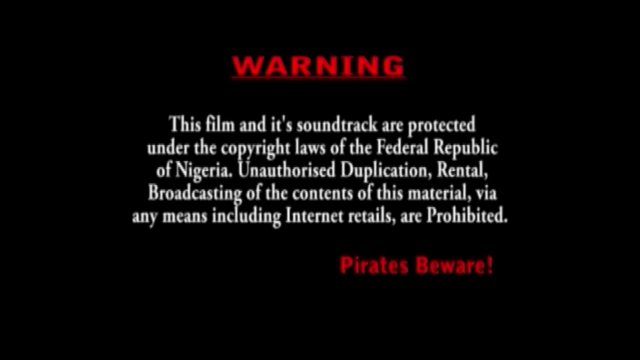 WARNING
This film and it's soundtrack are protected
under the copyright laws of the Federal Republic
of Nigeria. Unauthorised Duplication, Rental,
Broadcasting of the contents of this material, via
any means including Internet retails, are Prohibited.
Pirates Beware!